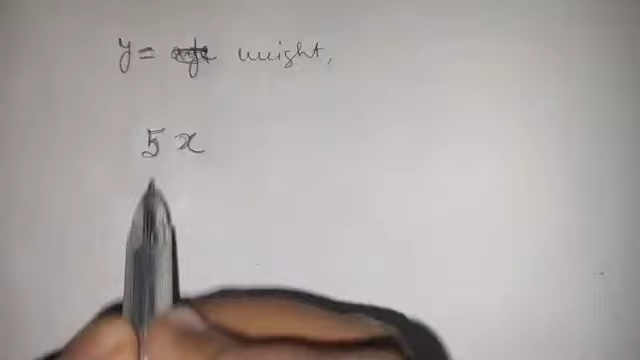 y = weight,
5x